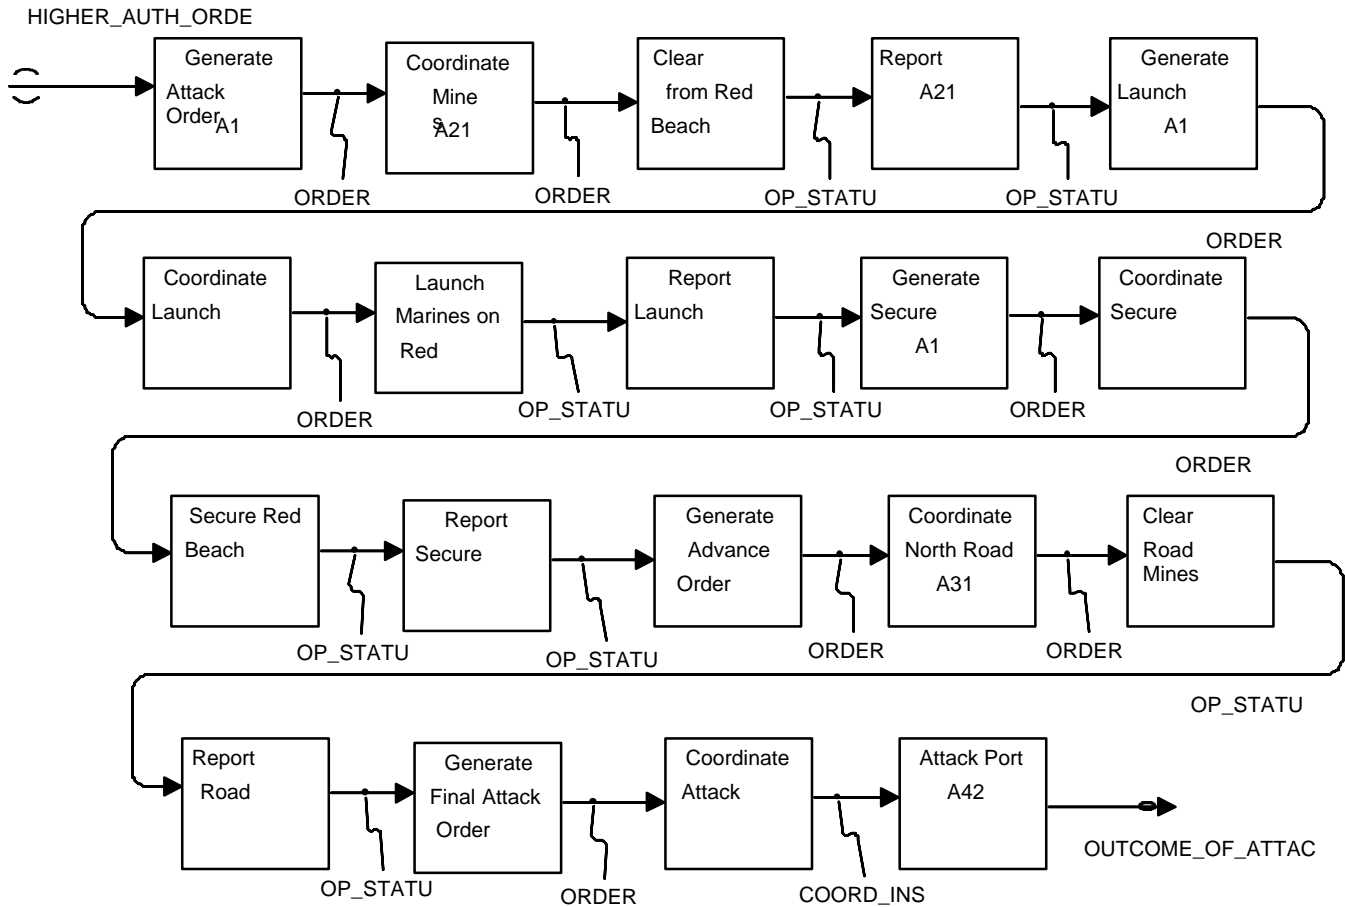 HIGHER_AUTH_ORDE
Generate
Attack
Order
A1
Coordinate
Mine
s
A21
Clear
from Red
Beach
Report
A21
Generate
Launch
A1
ORDER
ORDER
OP_STATU
OP_STATU
ORDER
Coordinate
Launch
Launch
Marines on
Red
Report
Launch
Generate
Secure
A1
Coordinate
Secure
ORDER
OP_STATU
OP_STATU
ORDER
ORDER
Secure Red
Beach
Report
Secure
Generate
Advance
Order
Coordinate
North Road
A31
Clear
Road
Mines
OP_STATU
OP_STATU
ORDER
ORDER
OP_STATU
Report
Road
Generate
Final Attack
Order
Coordinate
Attack
Attack Port
A42
OP_STATU
ORDER
COORD_INS
OUTCOME_OF_ATTAC